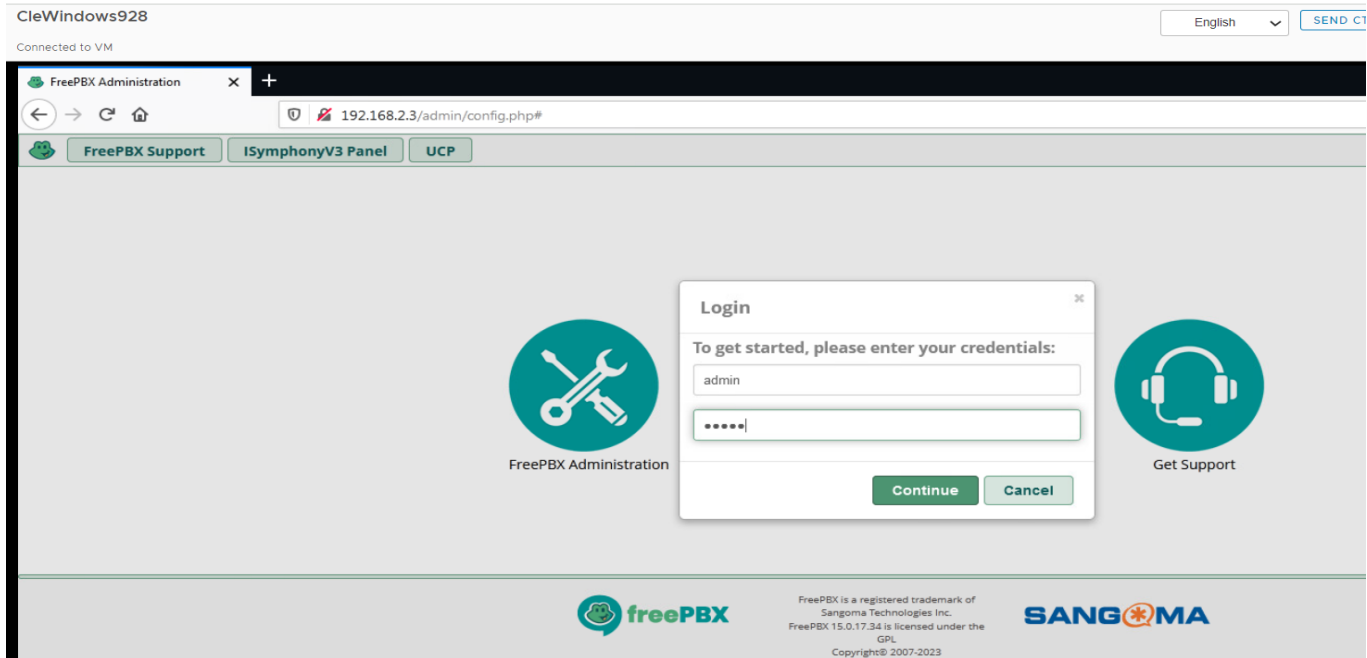 CleWindows928
English
SEND CT
Connected to VM
FreePBX Administration
192.168.2.3/admin/config.php#
FreePBX Support
ISymphonyV3 Panel
UCP
Login
To get started, please enter your credentials:
admin
•••••
Continue
Cancel
FreePBX Administration
Get Support
freePBX
FreePBX is a registered trademark of
Sangoma Technologies Inc.
FreePBX 15.0.17.34 is licensed under the
GPL
Copyright© 2007-2023
SANGOMA